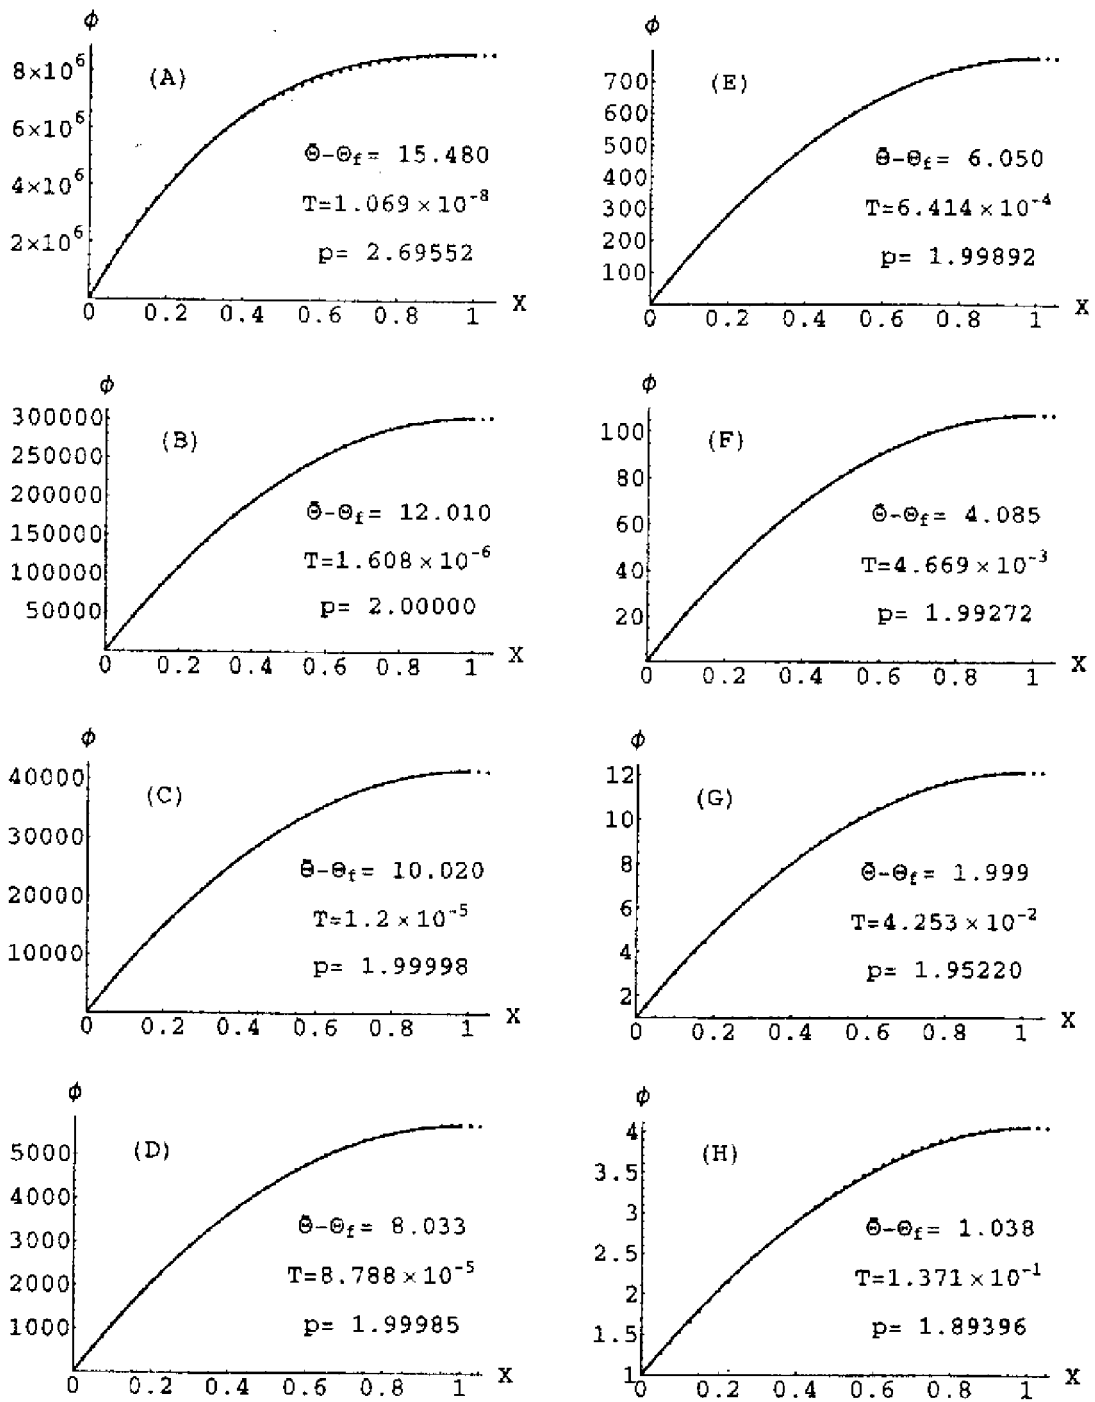 ϕ
8×10⁶
6×10⁶
4×10⁶
2×10⁶
(A)
Θ̄-Θf= 15.480
T=1.069×10⁻⁸
p= 2.69552
0 0.2 0.4 0.6 0.8 1 X
ϕ
700
600
500
400
300
200
100
(E)
Θ̄-Θf= 6.050
T=6.414×10⁻⁴
p= 1.99892
0 0.2 0.4 0.6 0.8 1 X
ϕ
300000
250000
200000
150000
100000
50000
(B)
Θ̄-Θf= 12.010
T=1.608×10⁻⁶
p= 2.00000
0 0.2 0.4 0.6 0.8 1 X
ϕ
100
80
60
40
20
(F)
Θ̄-Θf= 4.085
T=4.669×10⁻³
p= 1.99272
0 0.2 0.4 0.6 0.8 1 X
ϕ
40000
30000
20000
10000
(C)
Θ̄-Θf= 10.020
T=1.2×10⁻⁵
p= 1.99998
0 0.2 0.4 0.6 0.8 1 X
ϕ
12
10
8
6
4
2
(G)
Θ̄-Θf= 1.999
T=4.253×10⁻²
p= 1.95220
0 0.2 0.4 0.6 0.8 1 X
ϕ
5000
4000
3000
2000
1000
(D)
Θ̄-Θf= 8.033
T=8.788×10⁻⁵
p= 1.99985
0 0.2 0.4 0.6 0.8 1 X
ϕ
4
3.5
3
2.5
2
1.5
1
(H)
Θ̄-Θf= 1.038
T=1.371×10⁻¹
p= 1.89396
0 0.2 0.4 0.6 0.8 1 X